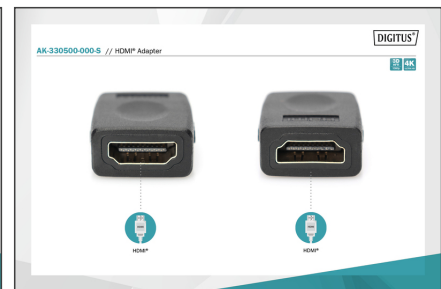 DIGITUS®
AK-330500-000-S // HDMI® Adapter
4K
HDMI®
HDMI®